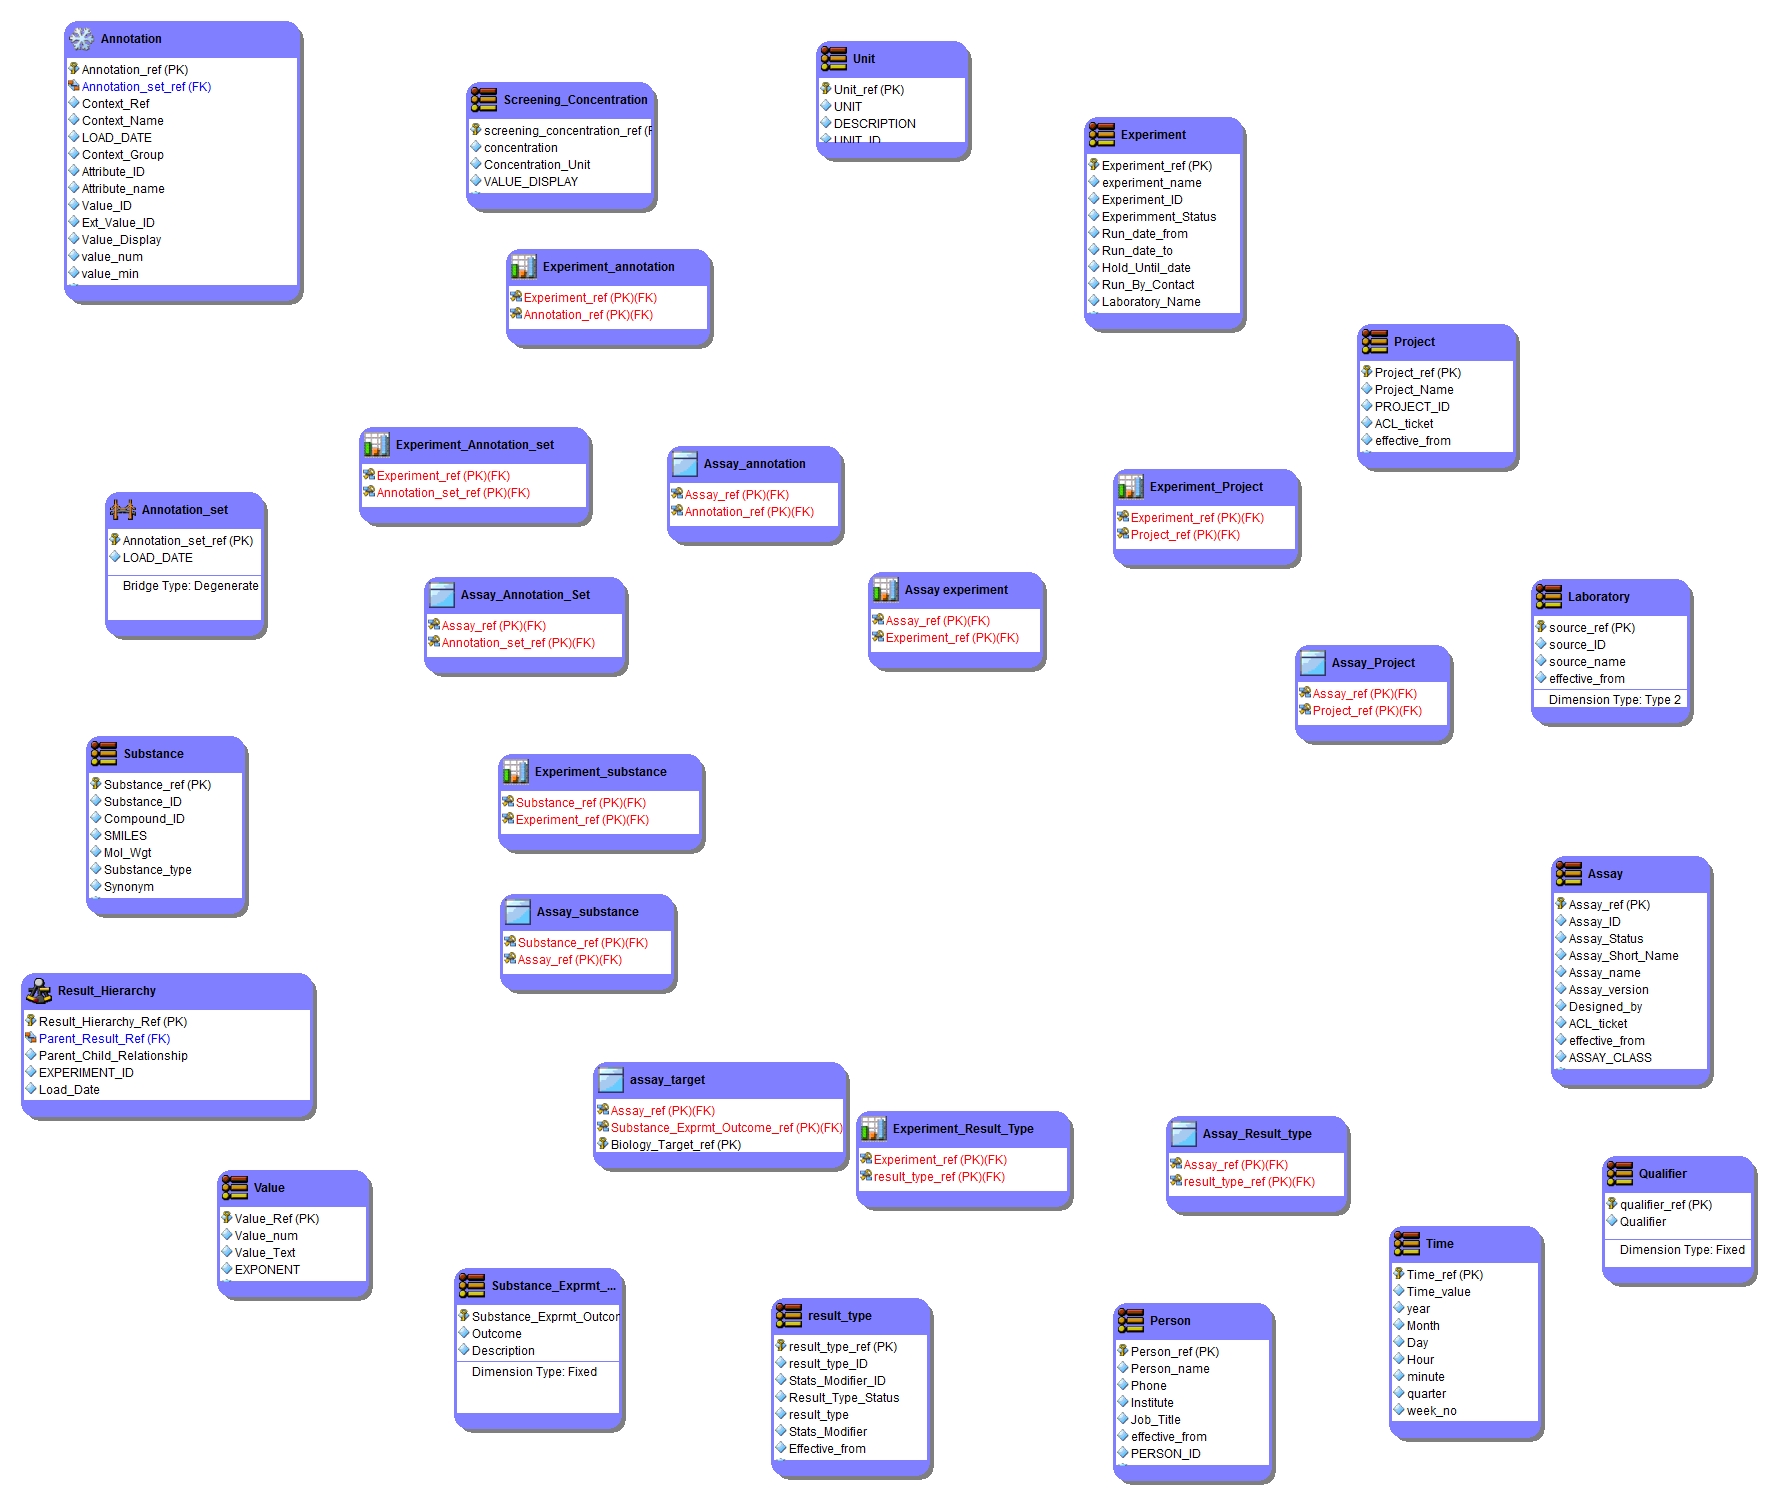 Annotation
Annotation_ref (PK)
Annotation_set_ref (FK)
Context_Ref
Context_Name
LOAD_DATE
Context_Group
Attribute_ID
Attribute_name
Value_ID
Ext_Value_ID
Value_Display
value_num
value_min
Screening_Concentration
screening_concentration_ref (
concentration
Concentration_Unit
VALUE_DISPLAY
Unit
Unit_ref (PK)
UNIT
DESCRIPTION
UNIT_ID
Experiment
Experiment_ref (PK)
experiment_name
Experiment_ID
Experimment_Status
Run_date_from
Run_date_to
Hold_Until_date
Run_By_Contact
Laboratory_Name
Experiment_annotation
Experiment_ref (PK)(FK)
Annotation_ref (PK)(FK)
Project
Project_ref (PK)
Project_Name
PROJECT_ID
ACL_ticket
effective_from
Experiment_Annotation_set
Experiment_ref (PK)(FK)
Annotation_set_ref (PK)(FK)
Assay_annotation
Assay_ref (PK)(FK)
Annotation_ref (PK)(FK)
Experiment_Project
Experiment_ref (PK)(FK)
Project_ref (PK)(FK)
Annotation_set
Annotation_set_ref (PK)
LOAD_DATE
Bridge Type: Degenerate
Assay_Annotation_Set
Assay_ref (PK)(FK)
Annotation_set_ref (PK)(FK)
Assay experiment
Assay_ref (PK)(FK)
Experiment_ref (PK)(FK)
Laboratory
source_ref (PK)
source_ID
source_name
effective_from
Dimension Type: Type 2
Assay_Project
Assay_ref (PK)(FK)
Project_ref (PK)(FK)
Substance
Substance_ref (PK)
Substance_ID
Compound_ID
SMILES
Mol_Wgt
Substance_type
Synonym
Experiment_substance
Substance_ref (PK)(FK)
Experiment_ref (PK)(FK)
Assay_substance
Substance_ref (PK)(FK)
Assay_ref (PK)(FK)
Assay
Assay_ref (PK)
Assay_ID
Assay_Status
Assay_Short_Name
Assay_name
Assay_version
Designed_by
ACL_ticket
effective_from
ASSAY_CLASS
Result_Hierarchy
Result_Hierarchy_Ref (PK)
Parent_Result_Ref (FK)
Parent_Child_Relationship
EXPERIMENT_ID
Load_Date
assay_target
Assay_ref (PK)(FK)
Substance_Exprmt_Outcome_ref (PK)(FK)
Biology_Target_ref (PK)
Experiment_Result_Type
Experiment_ref (PK)(FK)
result_type_ref (PK)(FK)
Assay_Result_type
Assay_ref (PK)(FK)
result_type_ref (PK)(FK)
Qualifier
qualifier_ref (PK)
Qualifier
Dimension Type: Fixed
Value
Value_Ref (PK)
Value_num
Value_Text
EXPONENT
Substance_Exprmt_...
Substance_Exprmt_Outcor
Outcome
Description
Dimension Type: Fixed
result_type
result_type_ref (PK)
result_type_ID
Stats_Modifier_ID
Result_Type_Status
result_type
Stats_Modifier
Effective_from
Person
Person_ref (PK)
Person_name
Phone
Institute
Job_Title
effective_from
PERSON_ID
Time
Time_ref (PK)
Time_value
year
Month
Day
Hour
minute
quarter
week_no